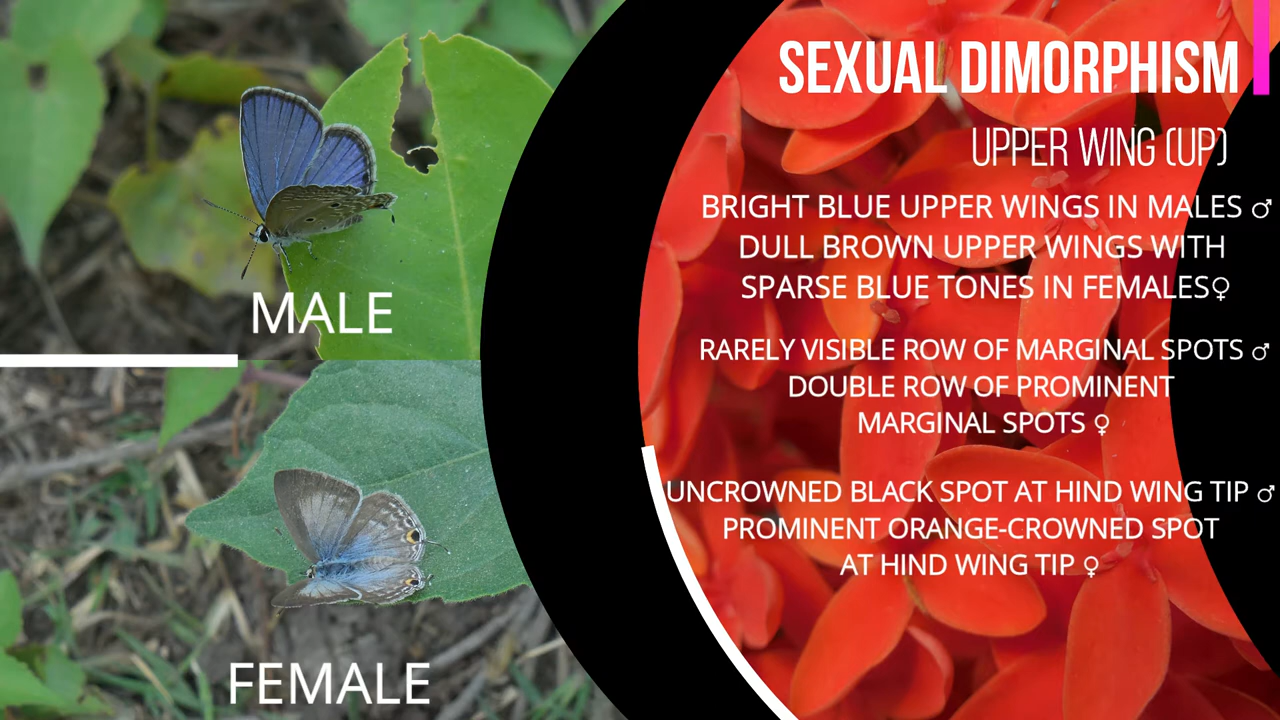 SEXUAL DIMORPHISM
UPPER WING (UP)
BRIGHT BLUE UPPER WINGS IN MALES ♂
DULL BROWN UPPER WINGS WITH
SPARSE BLUE TONES IN FEMALES♀
RARELY VISIBLE ROW OF MARGINAL SPOTS ♂
DOUBLE ROW OF PROMINENT
MARGINAL SPOTS ♀
UNCROWNED BLACK SPOT AT HIND WING TIP ♂
PROMINENT ORANGE-CROWNED SPOT
AT HIND WING TIP ♀
MALE
FEMALE